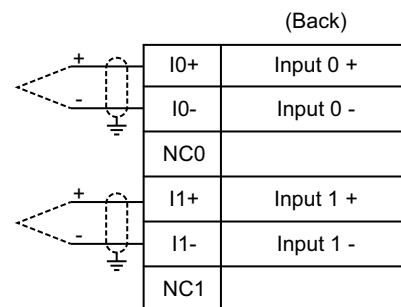 (Back)
+ I0+ Input 0 +
- I0- Input 0 -
NC0
+ I1+ Input 1 +
- I1- Input 1 -
NC1